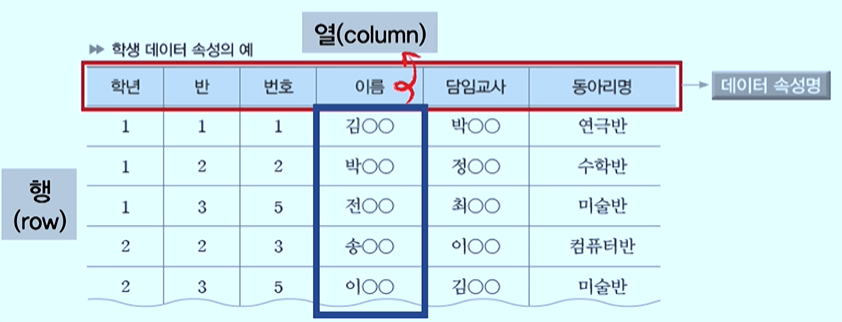 열(column)
▶▶ 학생 데이터 속성의 예
학년 반 번호 이름 담임교사 동아리명
데이터 속성명
1 1 1 김○○ 박○○ 연극반
1 2 2 박○○ 정○○ 수학반
행
(row)
1 3 5 전○○ 최○○ 미술반
2 2 3 송○○ 이○○ 컴퓨터반
2 3 5 이○○ 김○○ 미술반